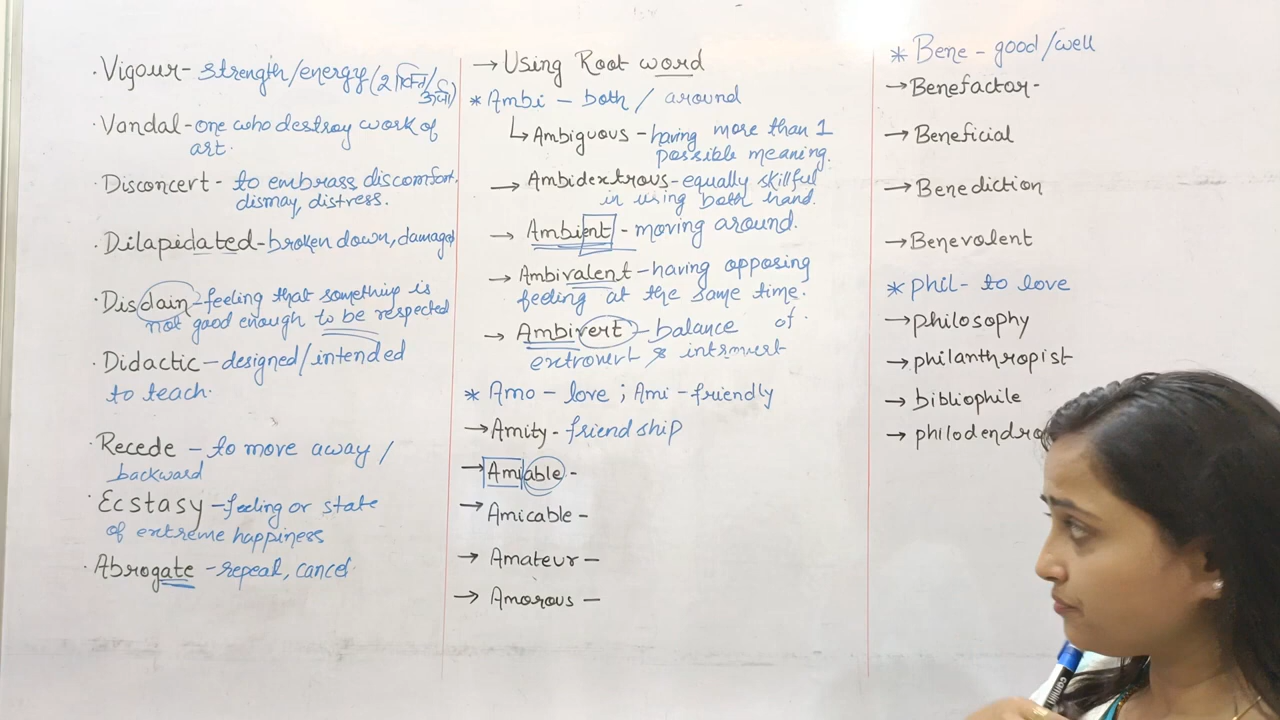 · Vigour - strength/energy (शक्ति/
ऊर्जा)
· Vandal - one who destroy work of
art.
· Disconcert - to embrass discomfort,
dismay, distress.
· Dilapidated - broken down, damaged
· Disdain - feeling that something is
not good enough to be respected
· Didactic - designed/intended
to teach.
· Recede - to move away /
backward
· Ecstasy - feeling or state
of extreme happiness
· Abrogate - repeal, cancel.
→ Using Root word
* Ambi - both / around
↳ Ambiguous - having more than 1
possible meaning.
→ Ambidextrous - equally skillful
in using both hand.
→ Ambient - moving around.
→ Ambivalent - having opposing
feeling at the same time.
→ Ambivert - balance of
extrovert & introvert
* Amo - love ; Ami - friendly
→ Amity - friendship
→ Amiable -
→ Amicable -
→ Amateur -
→ Amorous -
* Bene - good/well
→ Benefactor -
→ Beneficial
→ Benediction
→ Benevolent
* phil - to love
→ philosophy
→ philanthropist
→ bibliophile
→ philodendro